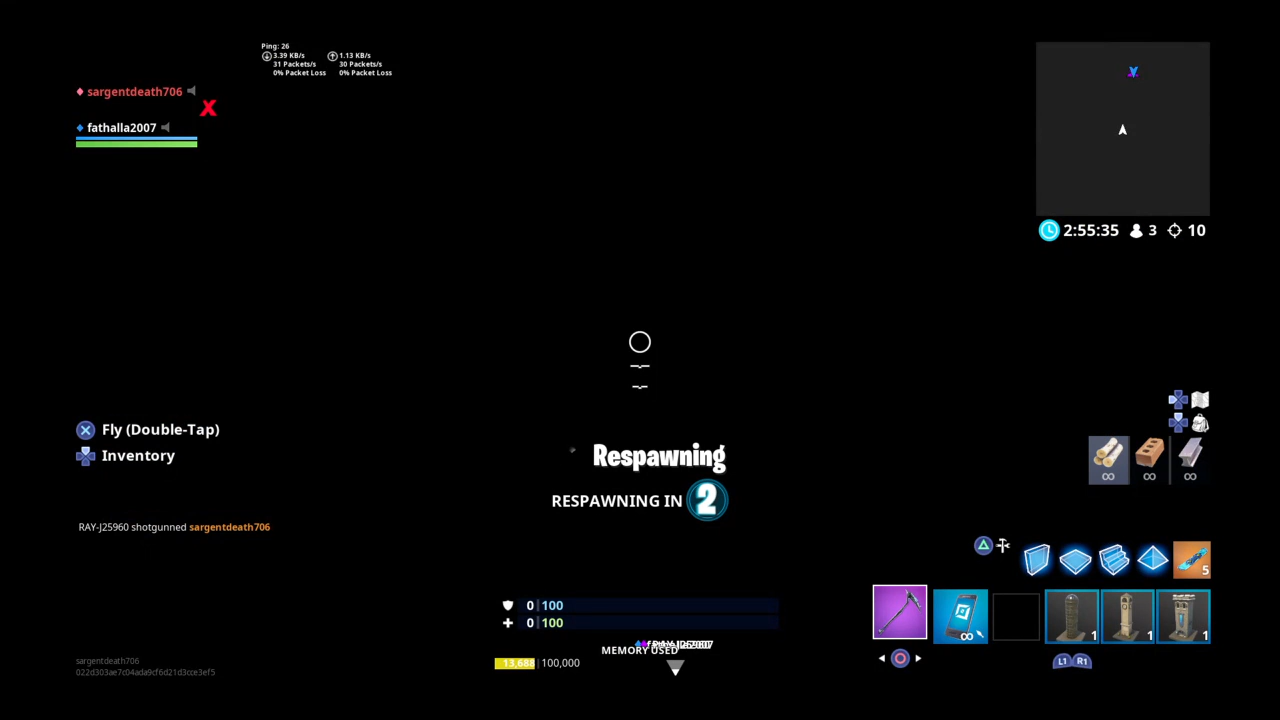 Ping: 26
3.39 KB/s
1.13 KB/s
31 Packets/s
30 Packets/s
0% Packet Loss
0% Packet Loss
sargentdeath706
X
fathalla2007
2:55:35
3
10
Fly (Double-Tap)
Inventory
Respawning
RESPAWNING IN 2
RAY-J25960 shotgunned sargentdeath706
∞
∞
∞
5
0 | 100
0 | 100
∞
1
1
1
MEMORY USED
13,688 | 100,000
L1 R1
sargentdeath706
022d303ae7c04ada9cf6d21d3cce3ef5